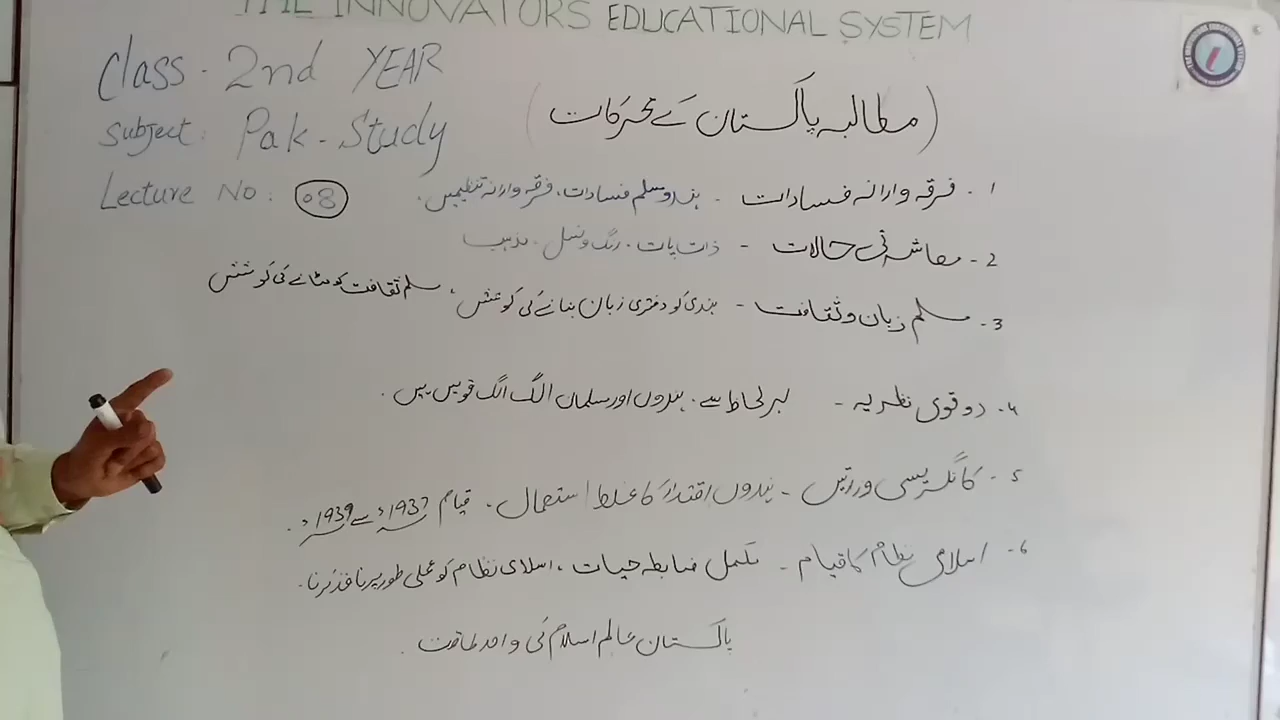 THE INNOVATORS EDUCATIONAL SYSTEM
Class - 2nd YEAR
Subject: Pak - Study
Lecture No: 08
(مطالبہ پاکستان کے محرکات)
1۔ فرقہ وارانہ فسادات - ہندو مسلم فسادات، فرقہ وارانہ تنظیمیں۔
2۔ معاشرتی حالات - ذات پات، رنگ و نسل، مذہب
3۔ مسلم زبان و ثقافت - ہندی کو دفتری زبان بنانے کی کوشش، مسلم ثقافت کو مٹانے کی کوشش
4۔ دو قومی نظریہ - ہر لحاظ سے ہندوں اور مسلمان الگ الگ قومیں ہیں۔
5۔ کانگریسی وزارتیں - ہندوں اقتدار کا غلط استعمال۔ قیام 1937ء سے 1939ء۔
6۔ اسلامی نظام کا قیام - مکمل ضابطہ حیات، اسلامی نظام کو عملی طور پر نافذ کرنا۔
پاکستان عالم اسلام کی واحد طاقت۔